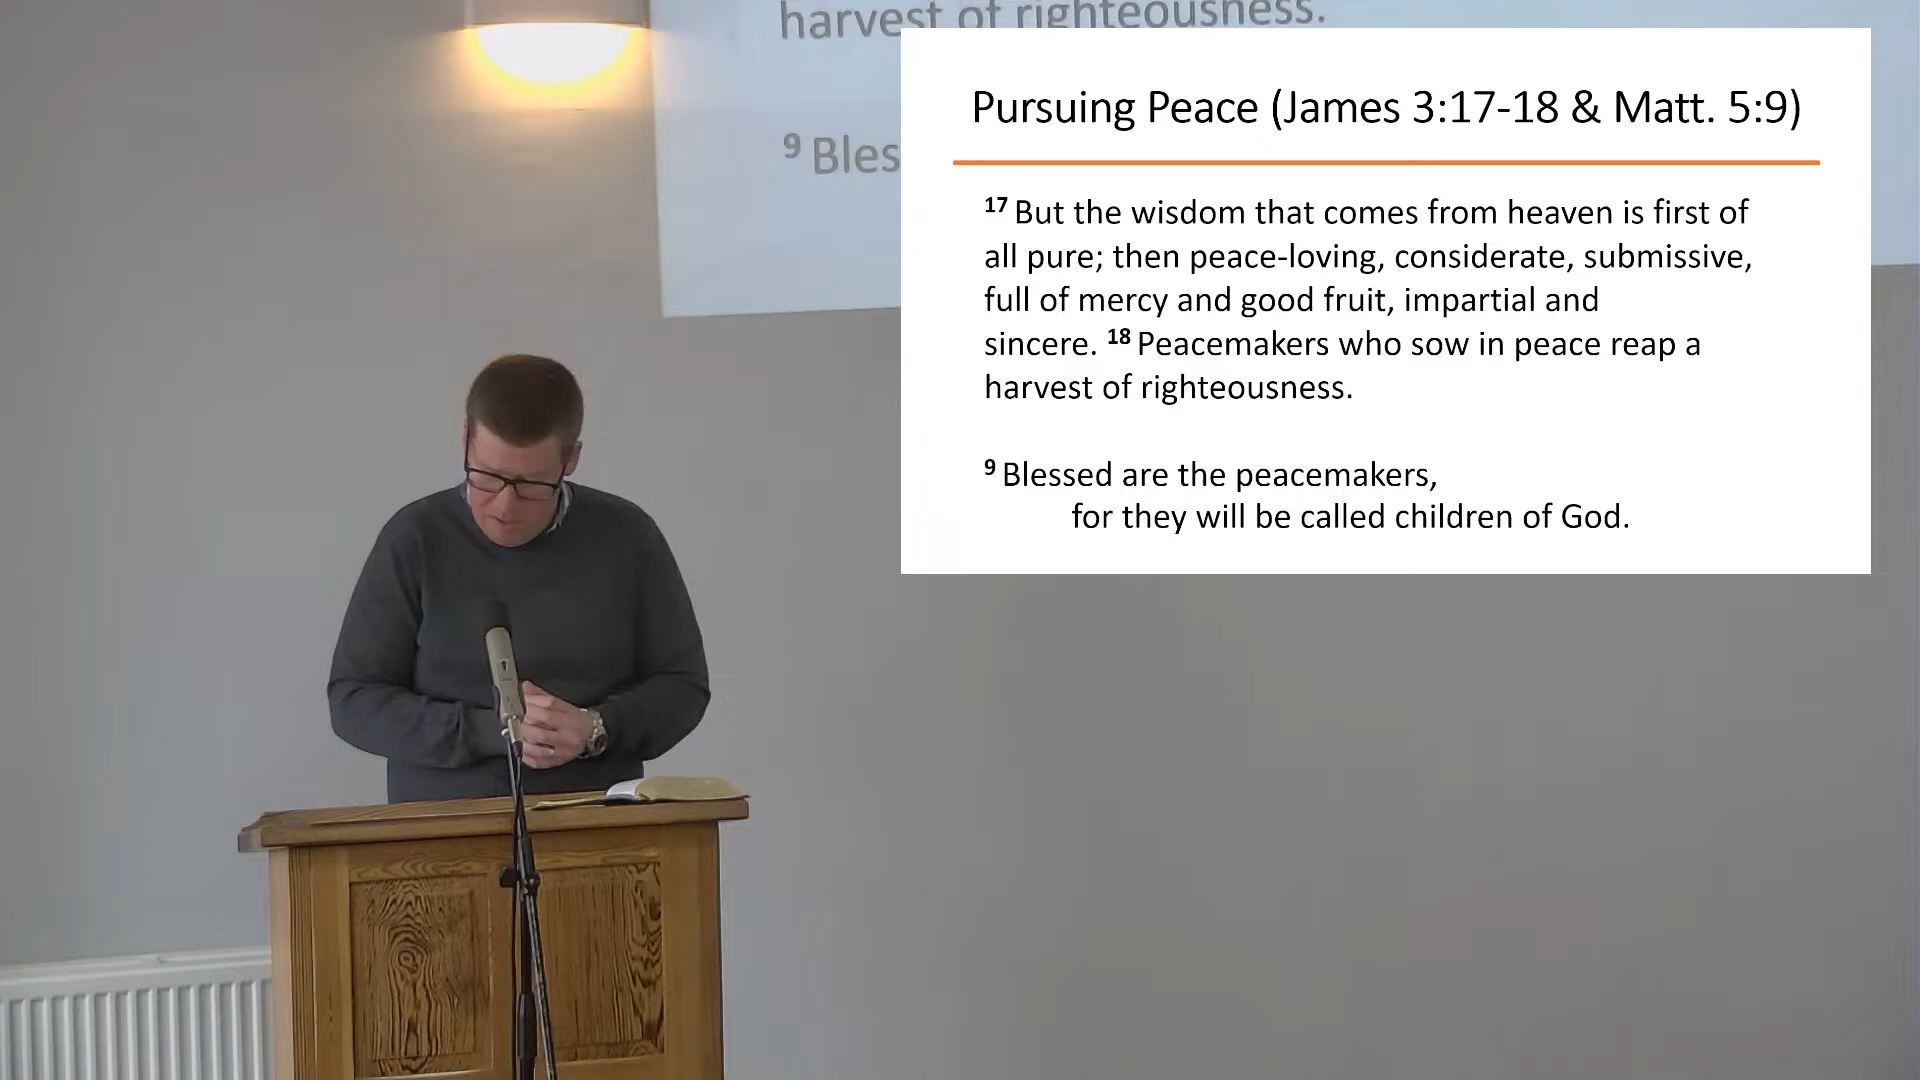 harvest of righteousness.
9 Bles
Pursuing Peace (James 3:17-18 & Matt. 5:9)
17 But the wisdom that comes from heaven is first of
all pure; then peace-loving, considerate, submissive,
full of mercy and good fruit, impartial and
sincere. 18 Peacemakers who sow in peace reap a
harvest of righteousness.
9 Blessed are the peacemakers,
for they will be called children of God.